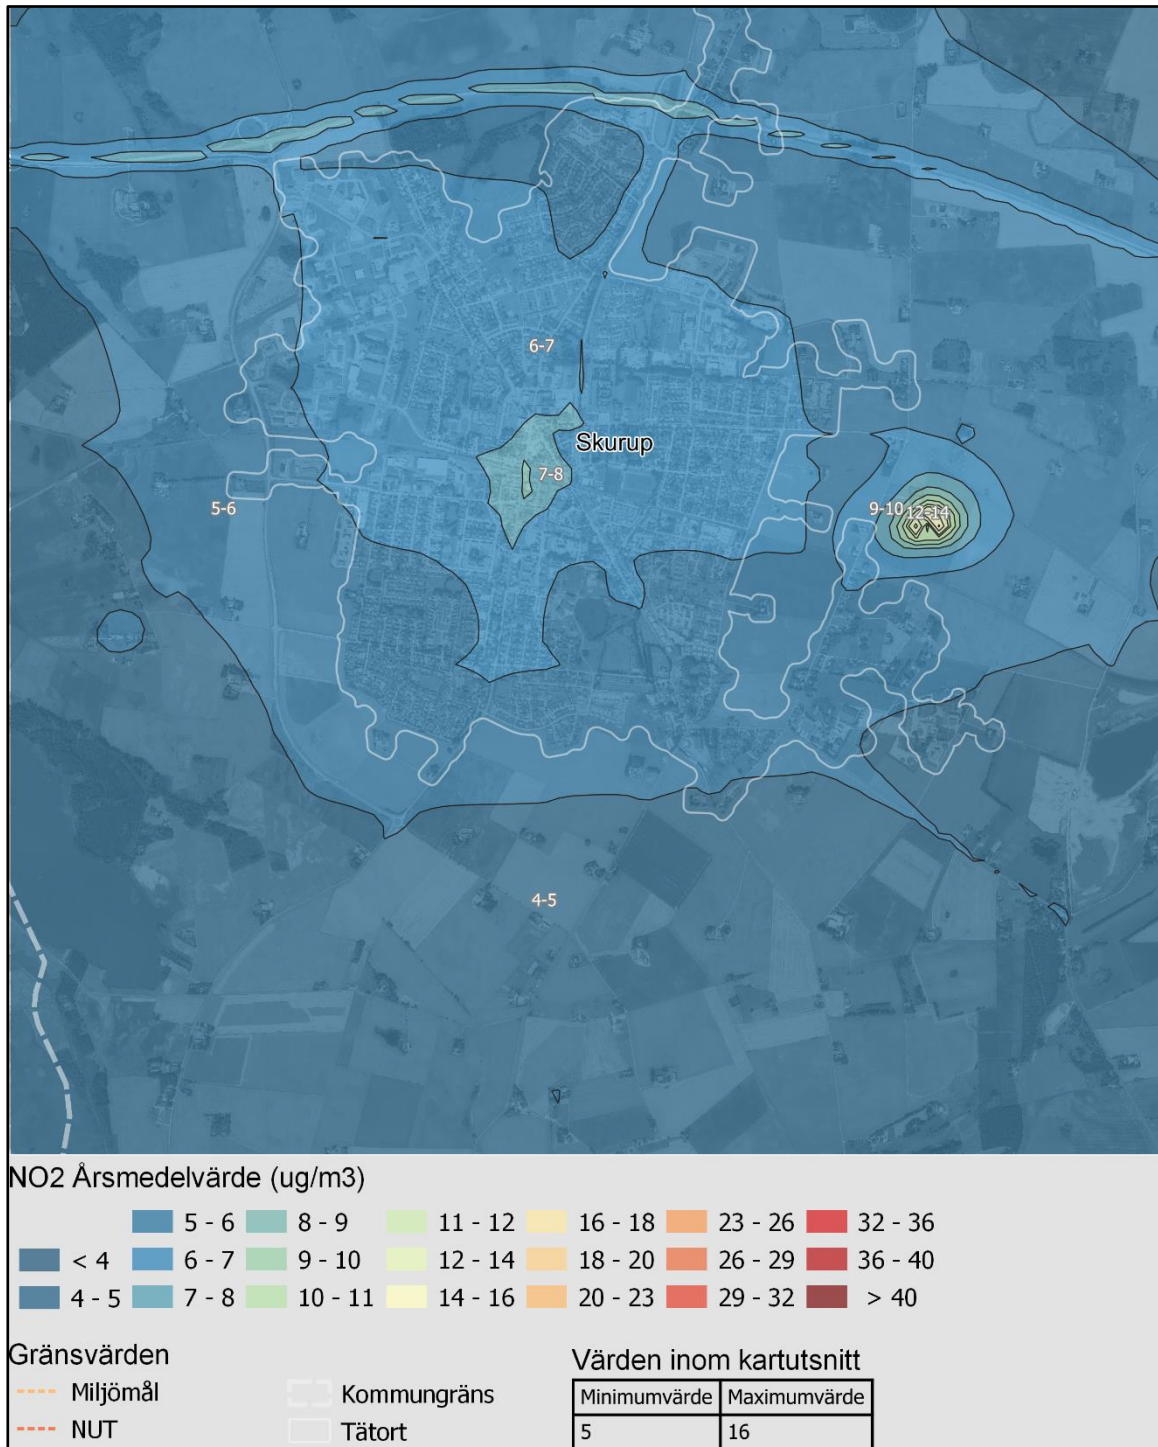 6-7
Skurup
7-8
5-6
9-10
12-14
4-5
NO2 Årsmedelvärde (ug/m3)
5 - 6 8 - 9 11 - 12 16 - 18 23 - 26 32 - 36
< 4 6 - 7 9 - 10 12 - 14 18 - 20 26 - 29 36 - 40
4 - 5 7 - 8 10 - 11 14 - 16 20 - 23 29 - 32 > 40
Gränsvärden
Miljömål
NUT
Kommungräns
Tätort
Värden inom kartutsnitt
Minimumvärde Maximumvärde
5 16